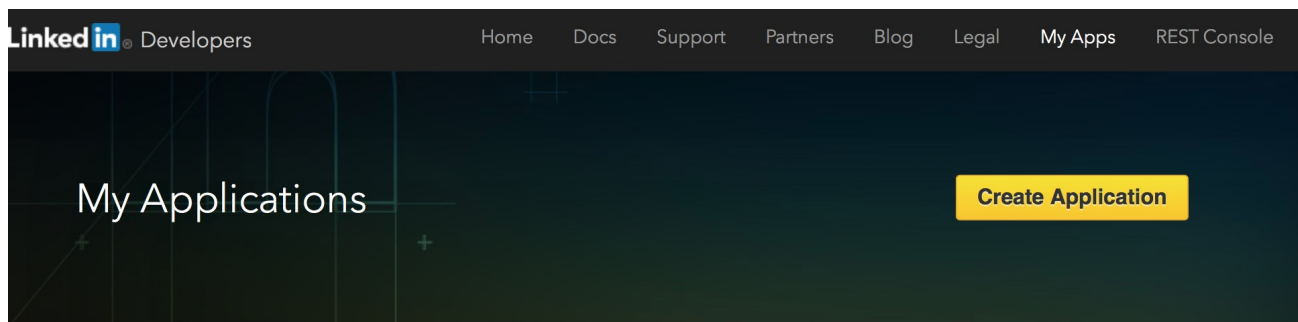 Linked in® Developers Home Docs Support Partners Blog Legal My Apps REST Console
My Applications
Create Application